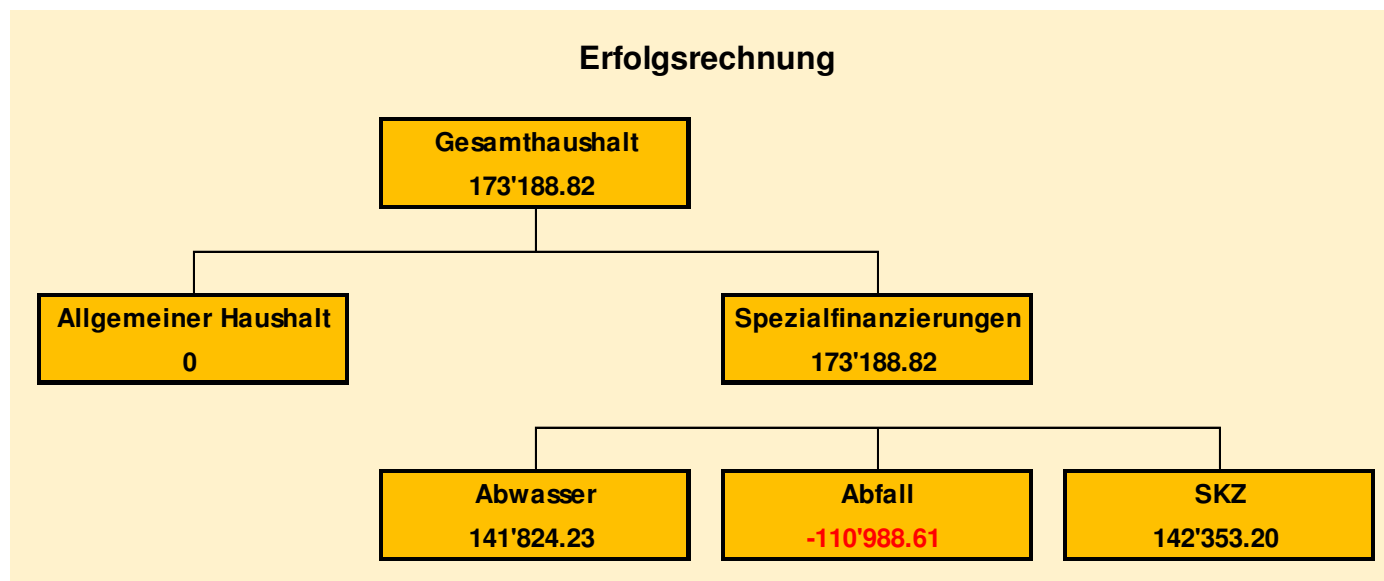 Erfolgsrechnung
Gesamthaushalt
173'188.82
Allgemeiner Haushalt
0
Spezialfinanzierungen
173'188.82
Abwasser
141'824.23
Abfall
-110'988.61
SKZ
142'353.20